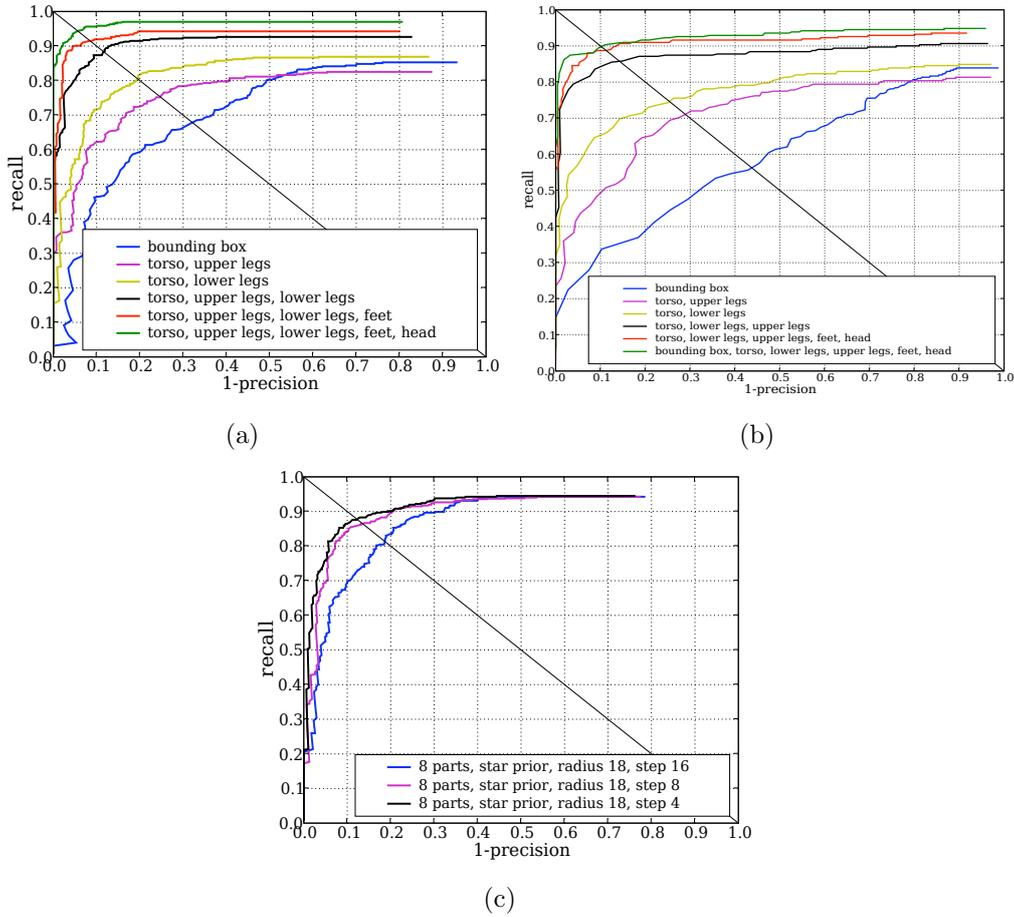 1.0
0.9
0.8
0.7
0.6
0.5
0.4
0.3
0.2
0.1
0.0
recall
0.0 0.1 0.2 0.3 0.4 0.5 0.6 0.7 0.8 0.9 1.0
1-precision
bounding box
torso, upper legs
torso, lower legs
torso, upper legs, lower legs
torso, upper legs, lower legs, feet
torso, upper legs, lower legs, feet, head
(a)
1.0
0.9
0.8
0.7
0.6
0.5
0.4
0.3
0.2
0.1
0.0
recall
0.0 0.1 0.2 0.3 0.4 0.5 0.6 0.7 0.8 0.9 1.0
1-precision
bounding box
torso, upper legs
torso, lower legs
torso, lower legs, upper legs
torso, lower legs, upper legs, feet, head
bounding box, torso, lower legs, upper legs, feet, head
(b)
1.0
0.9
0.8
0.7
0.6
0.5
0.4
0.3
0.2
0.1
0.0
recall
0.0 0.1 0.2 0.3 0.4 0.5 0.6 0.7 0.8 0.9 1.0
1-precision
8 parts, star prior, radius 18, step 16
8 parts, star prior, radius 18, step 8
8 parts, star prior, radius 18, step 4
(c)